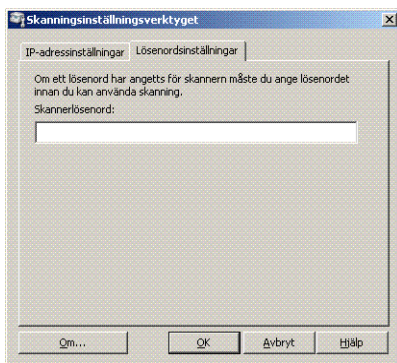 Skanningsinställningsverktyget
IP-adressinställningar
Lösenordsinställningar
Om ett lösenord har angetts för skannern måste du ange lösenordet
innan du kan använda skanning.
Skannerlösenord:
Om...
OK
Avbryt
Hjälp